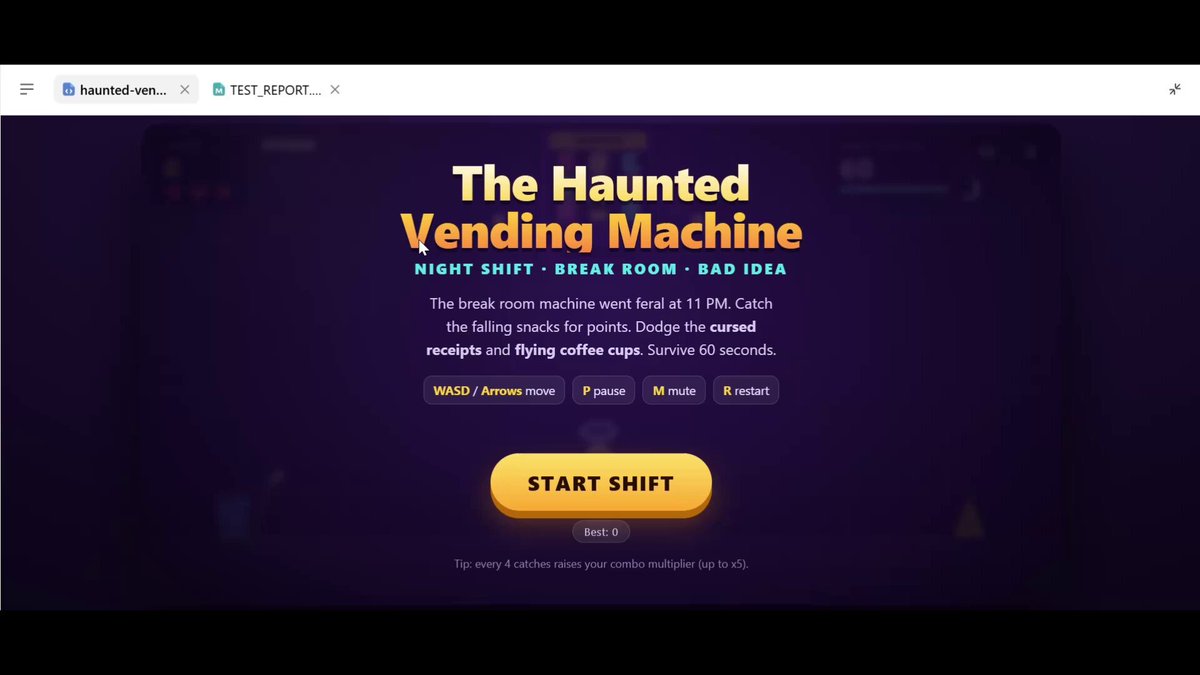 haunted-ven...
TEST_REPORT....
The Haunted
Vending Machine
NIGHT SHIFT · BREAK ROOM · BAD IDEA
The break room machine went feral at 11 PM. Catch
the falling snacks for points. Dodge the cursed
receipts and flying coffee cups. Survive 60 seconds.
WASD / Arrows move
P pause
M mute
R restart
START SHIFT
Best: 0
Tip: every 4 catches raises your combo multiplier (up to x5).